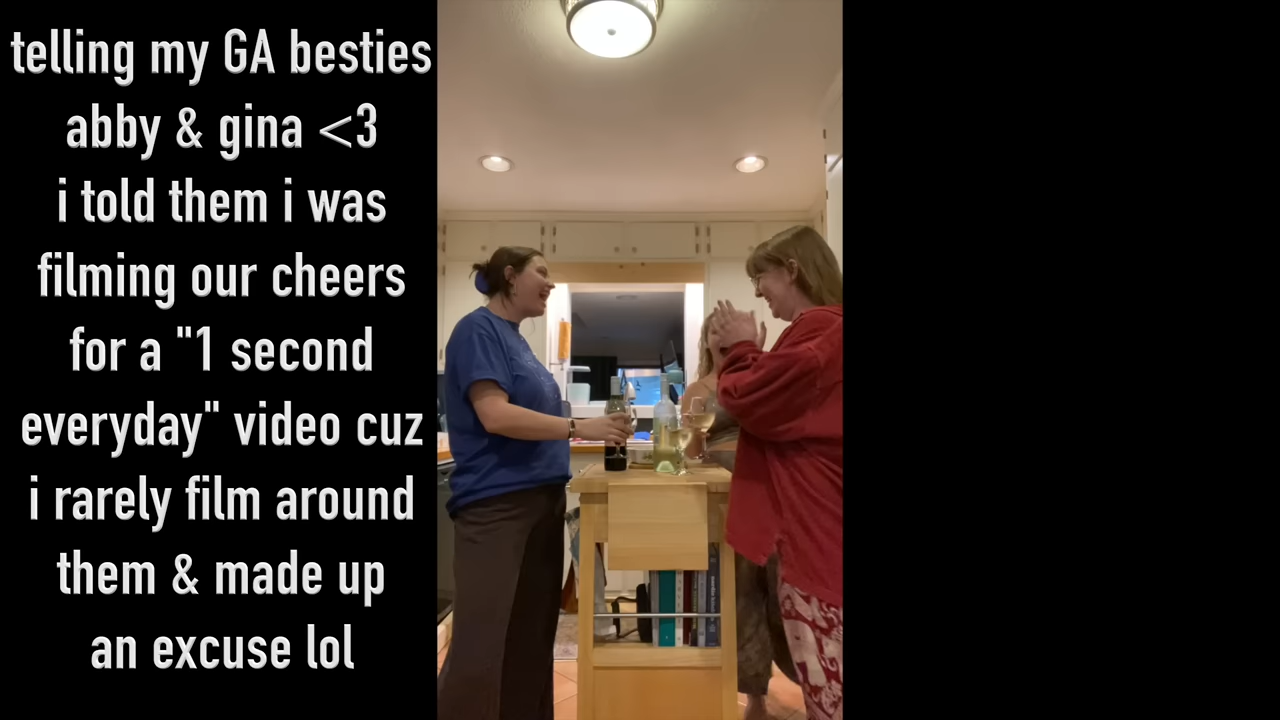 telling my GA besties
abby & gina <3
i told them i was
filming our cheers
for a "1 second
everyday" video cuz
i rarely film around
them & made up
an excuse lol